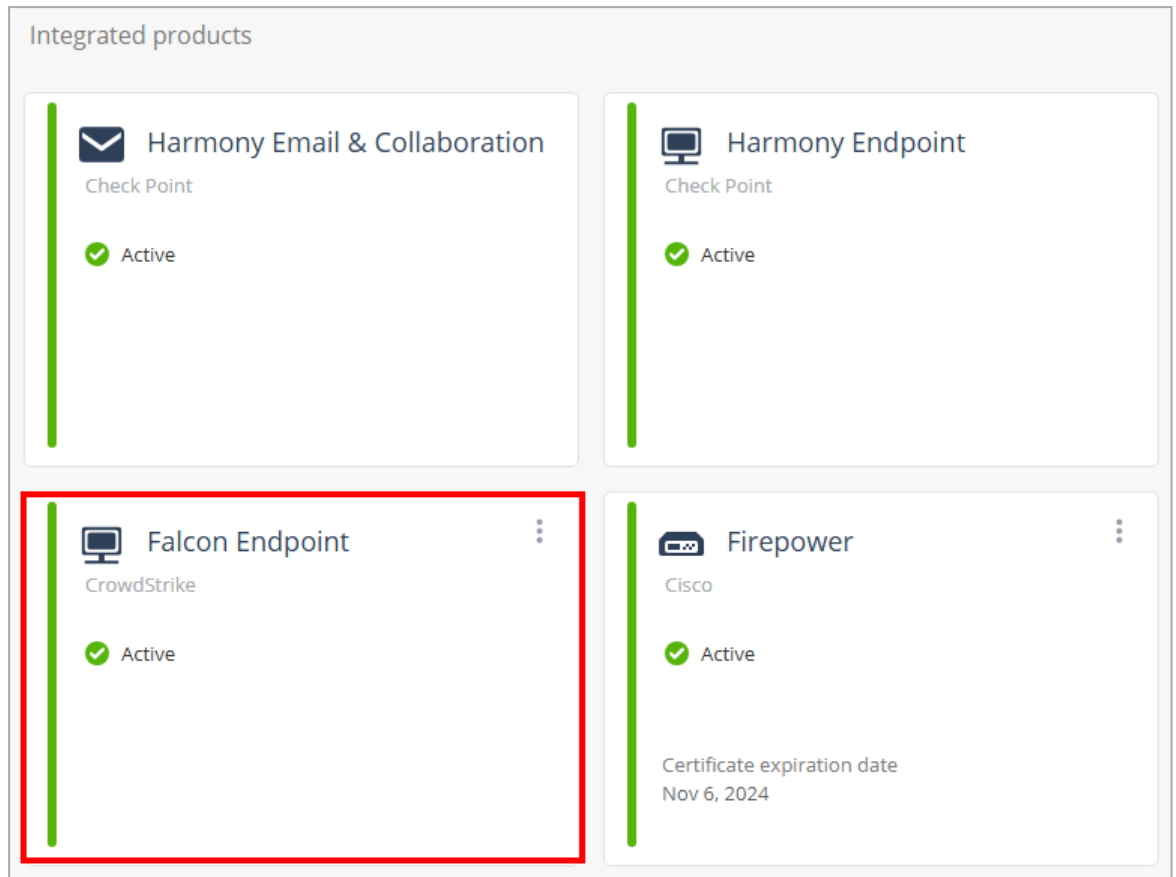 Integrated products
Harmony Email & Collaboration
Check Point
Active
Harmony Endpoint
Check Point
Active
Falcon Endpoint
CrowdStrike
Active
Firepower
Cisco
Active
Certificate expiration date
Nov 6, 2024